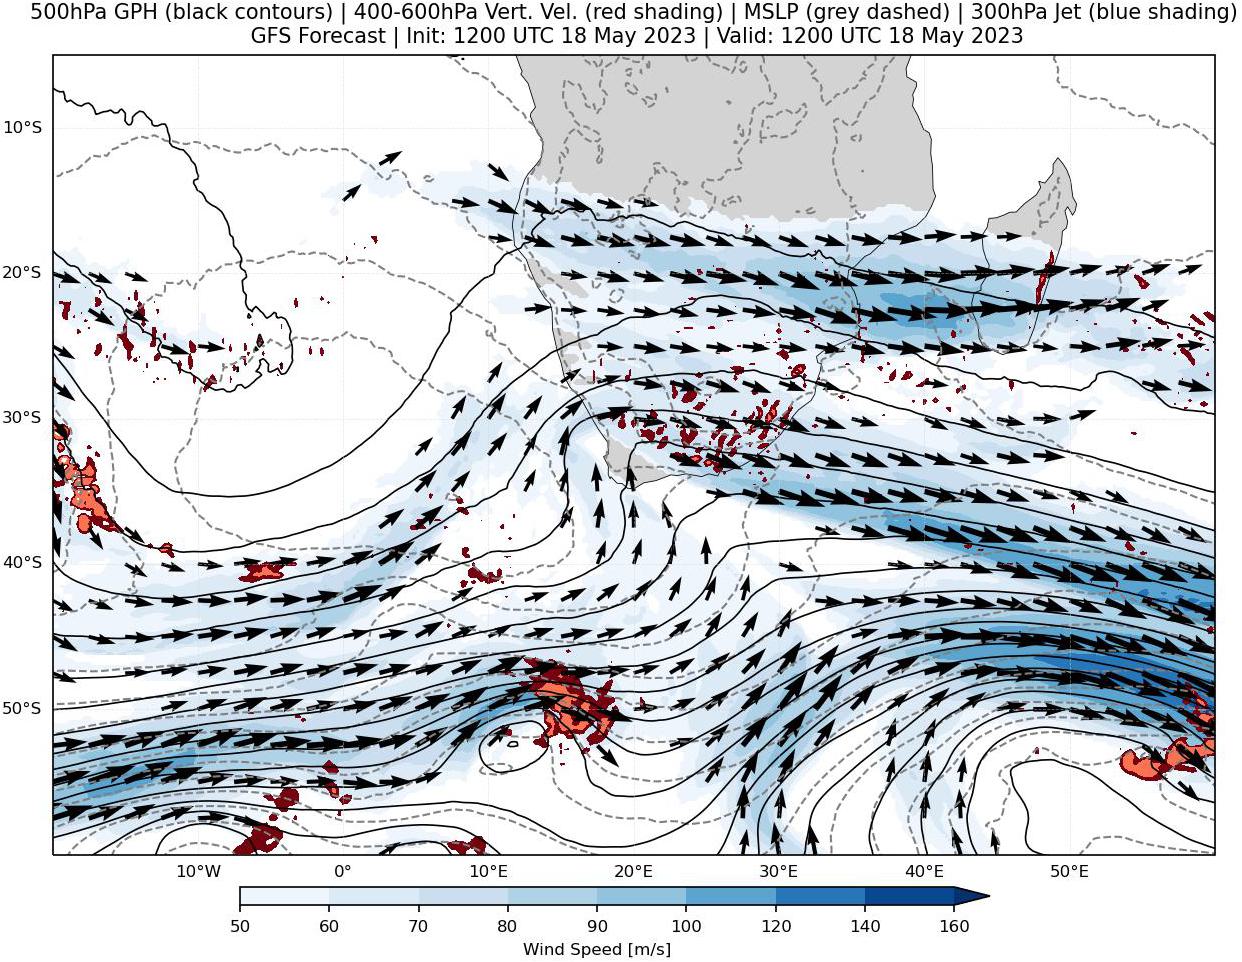 500hPa GPH (black contours) | 400-600hPa Vert. Vel. (red shading) | MSLP (grey dashed) | 300hPa Jet (blue shading)
GFS Forecast | Init: 1200 UTC 18 May 2023 | Valid: 1200 UTC 18 May 2023
10°S
20°S
30°S
40°S
50°S
10°W 0° 10°E 20°E 30°E 40°E 50°E
50 60 70 80 90 100 120 140 160
Wind Speed [m/s]